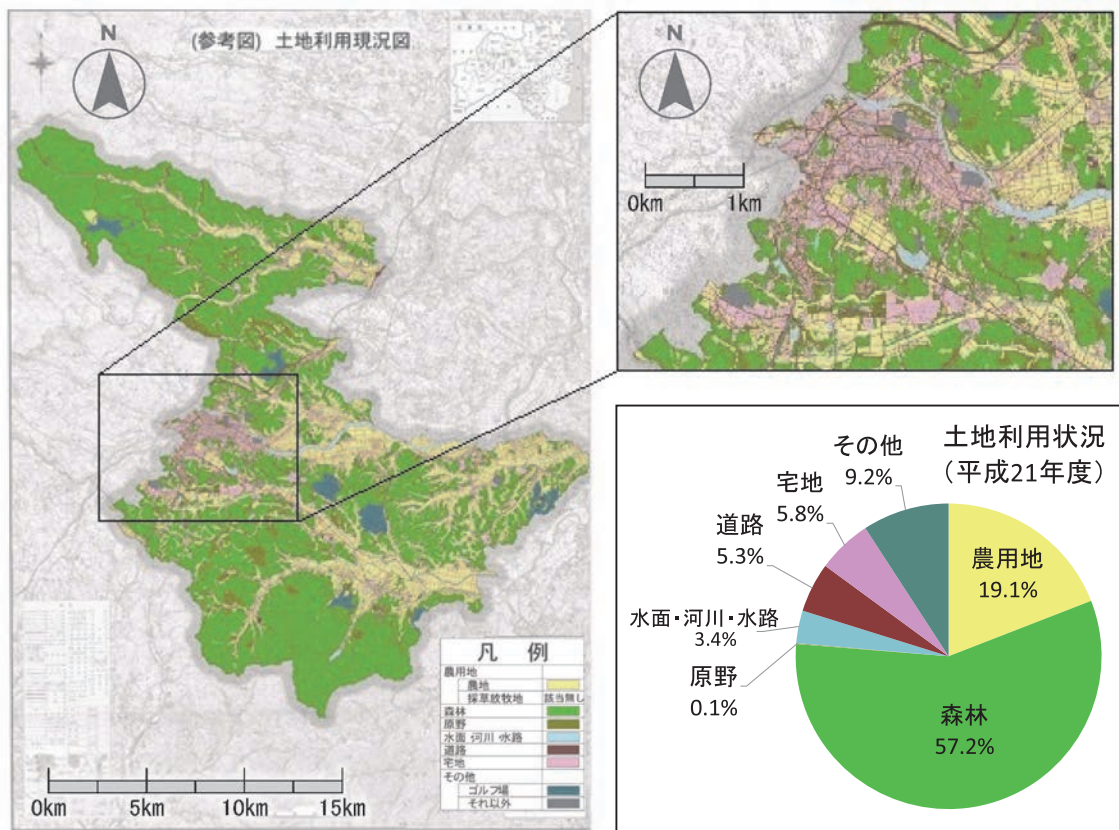 (参考図) 土地利用現況図
N
0km 5km 10km 15km
凡 例
農用地
農地
採草放牧地 該当無し
森林
原野
水面・河川・水路
道路
宅地
その他
ゴルフ場
それ以外
N
0km 1km
土地利用状況
（平成21年度）
その他
9.2%
宅地
5.8%
道路
5.3%
水面・河川・水路
3.4%
原野
0.1%
農用地
19.1%
森林
57.2%